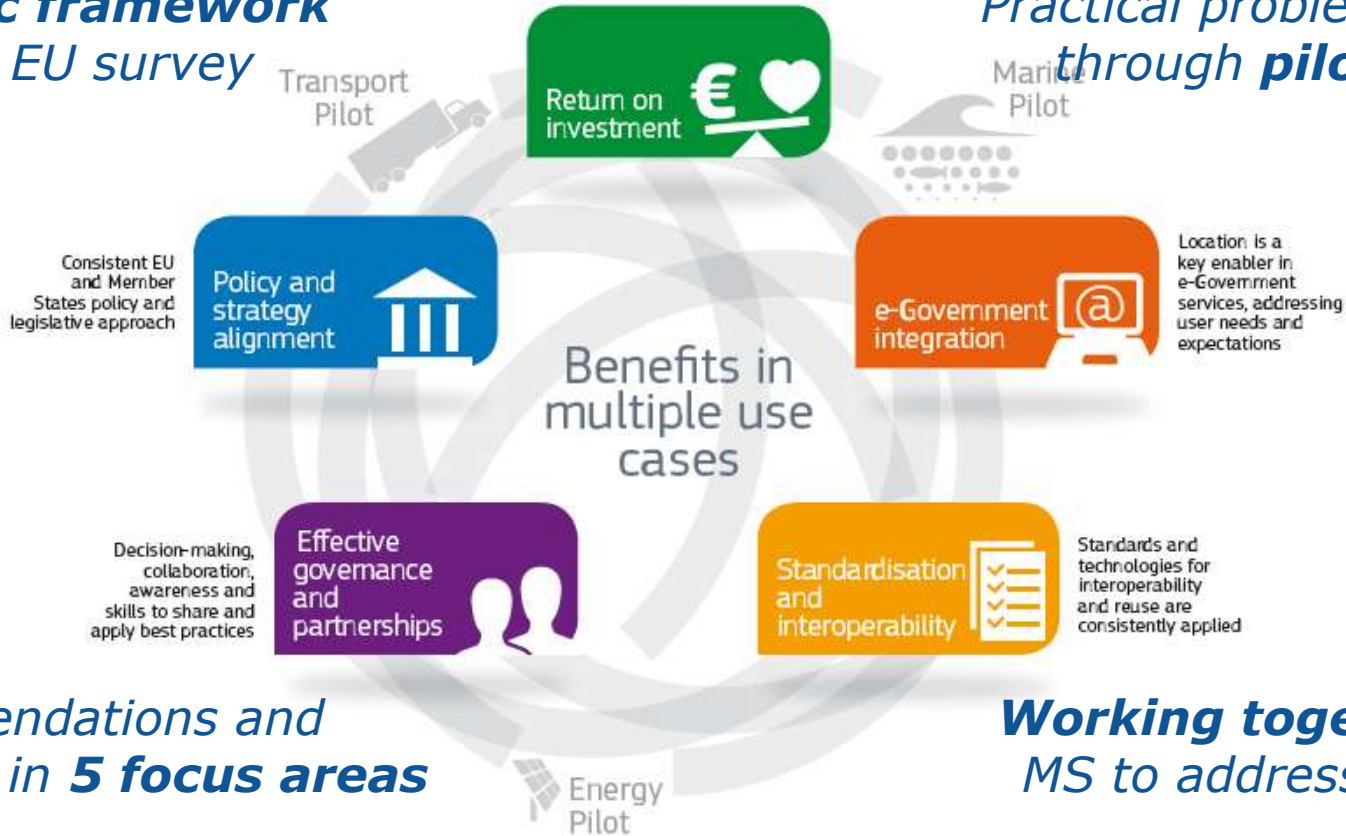 c framework
EU survey
Practical proble
through pilo
Transport
Pilot
Marine
Pilot
Return on
investment
€
Consistent EU
and Member
States policy and
legislative approach
Policy and
strategy
alignment
e-Government
integration
@
Location is a
key enabler in
e-Government
services, addressing
user needs and
expectations
Benefits in
multiple use
cases
Decision-making,
collaboration,
awareness and
skills to share and
apply best practices
Effective
governance
and
partnerships
Standardisation
and
interoperability
Standards and
technologies for
interoperability
and reuse are
consistently applied
endations and
in 5 focus areas
Working toge
MS to address
Energy
Pilot